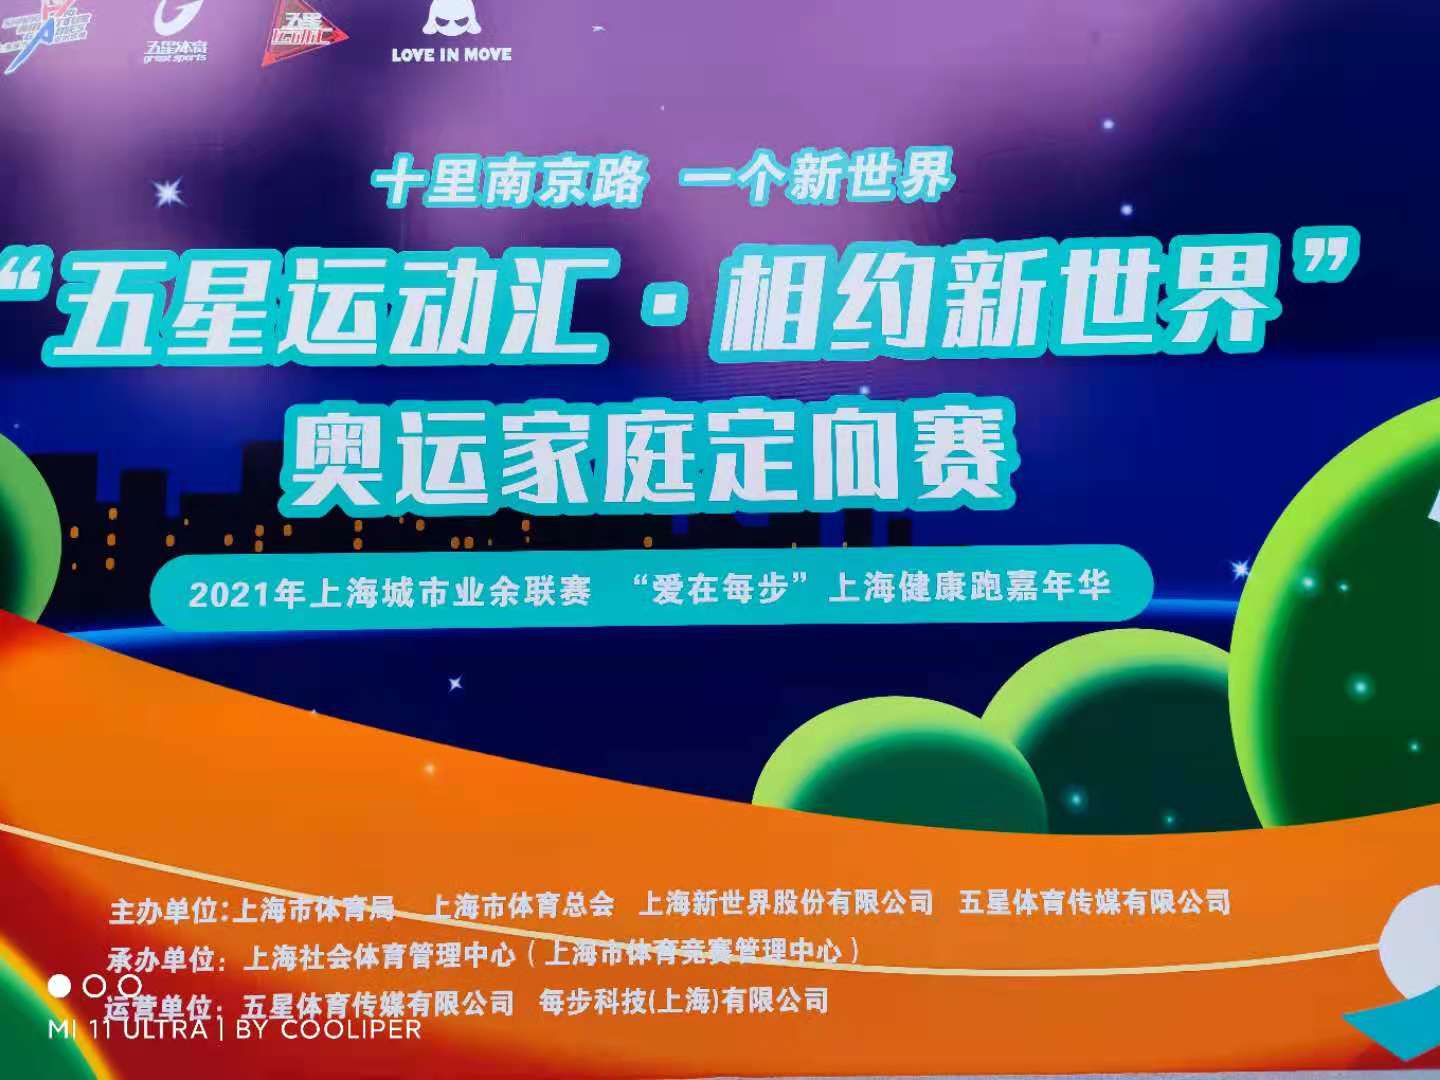 五星体育
great sports
五星
运动汇
LOVE IN MOVE
十里南京路 一个新世界
“五星运动汇·相约新世界”
奥运家庭定向赛
2021年上海城市业余联赛 “爱在每步”上海健康跑嘉年华
主办单位:上海市体育局 上海市体育总会 上海新世界股份有限公司 五星体育传媒有限公司
承办单位：上海社会体育管理中心（上海市体育竞赛管理中心）
运营单位：五星体育传媒有限公司 每步科技(上海)有限公司
MI 11 ULTRA | BY COOLIPER